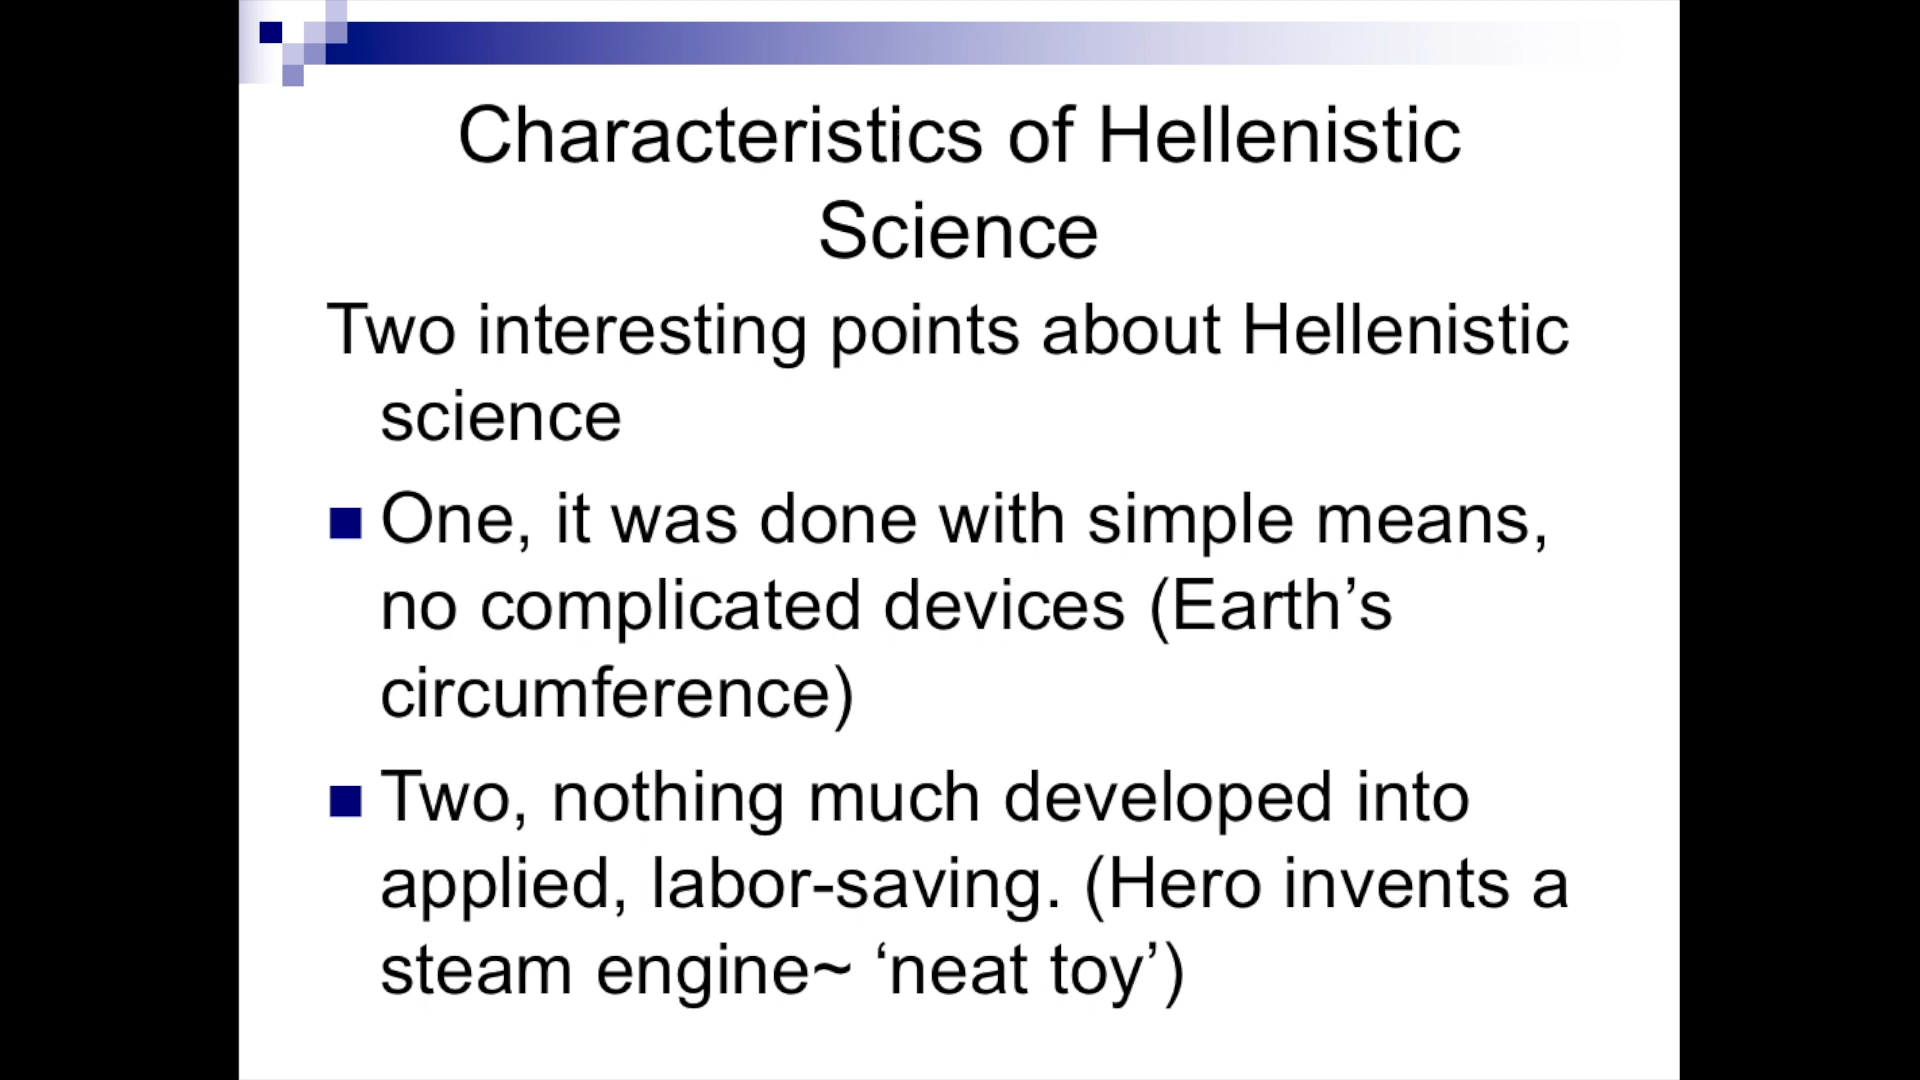 Characteristics of Hellenistic
Science
Two interesting points about Hellenistic
science
One, it was done with simple means,
no complicated devices (Earth’s
circumference)
Two, nothing much developed into
applied, labor-saving. (Hero invents a
steam engine~ ‘neat toy’)